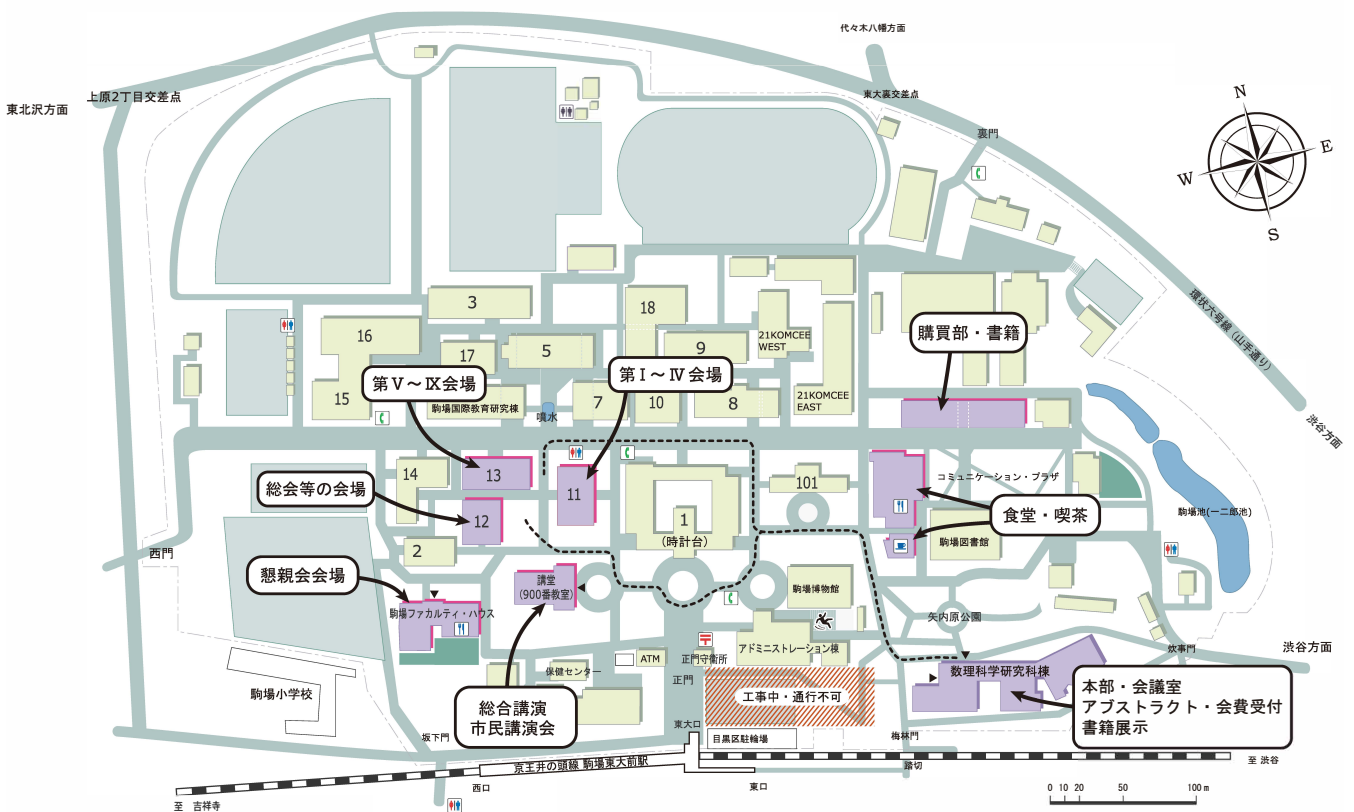 代々木八幡方面
東北沢方面
上原2丁目交差点
東大裏交差点
裏門
N
E
W
S
環状六号線(山手通り)
渋谷方面
3
18
16
17
5
9
21KOMCEE
WEST
購買部・書籍
第Ⅴ～Ⅸ会場
第Ⅰ～Ⅳ会場
15
駒場国際教育研究棟
噴水
7
10
8
21KOMCEE
EAST
14
13
11
総会等の会場
12
1
(時計台)
101
コミュニケーション・プラザ
食堂・喫茶
駒場図書館
駒場池(一二郎池)
西門
2
懇親会会場
講堂
(900番教室)
駒場ファカルティ・ハウス
駒場博物館
矢内原公園
アドミニストレーション棟
正門守衛所
ATM
保健センター
正門
工事中・通行不可
数理科学研究科棟
炊事門
渋谷方面
本部・会議室
アブストラクト・会費受付
書籍展示
駒場小学校
総合講演
市民講演会
坂下門
東大口
目黒区駐輪場
梅林門
京王井の頭線 駒場東大前駅
踏切
至 渋谷
西口
東口
至 吉祥寺
0 10 20 50 100 m